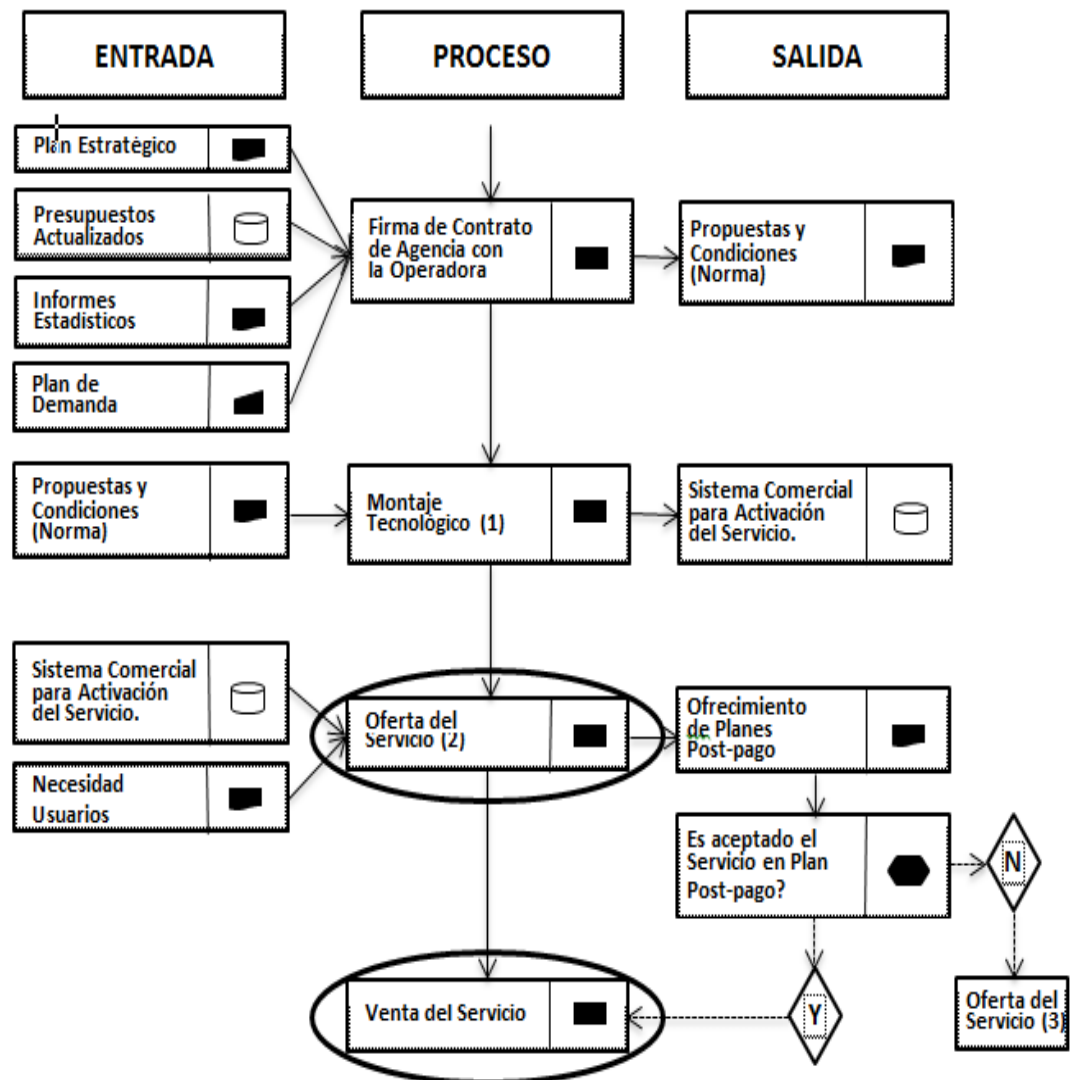 ENTRADA
PROCESO
SALIDA
Plan Estratégico
Presupuestos
Actualizados
Informes
Estadísticos
Plan de
Demanda
Firma de Contrato
de Agencia con
la Operadora
Propuestas y
Condiciones
(Norma)
Propuestas y
Condiciones
(Norma)
Montaje
Tecnológico (1)
Sistema Comercial
para Activación
del Servicio.
Sistema Comercial
para Activación
del Servicio.
Necesidad
Usuarios
Oferta del
Servicio (2)
Ofrecimiento
de Planes
Post-pago
Es aceptado el
Servicio en Plan
Post-pago?
N
Oferta del
Servicio (3)
Y
Venta del Servicio